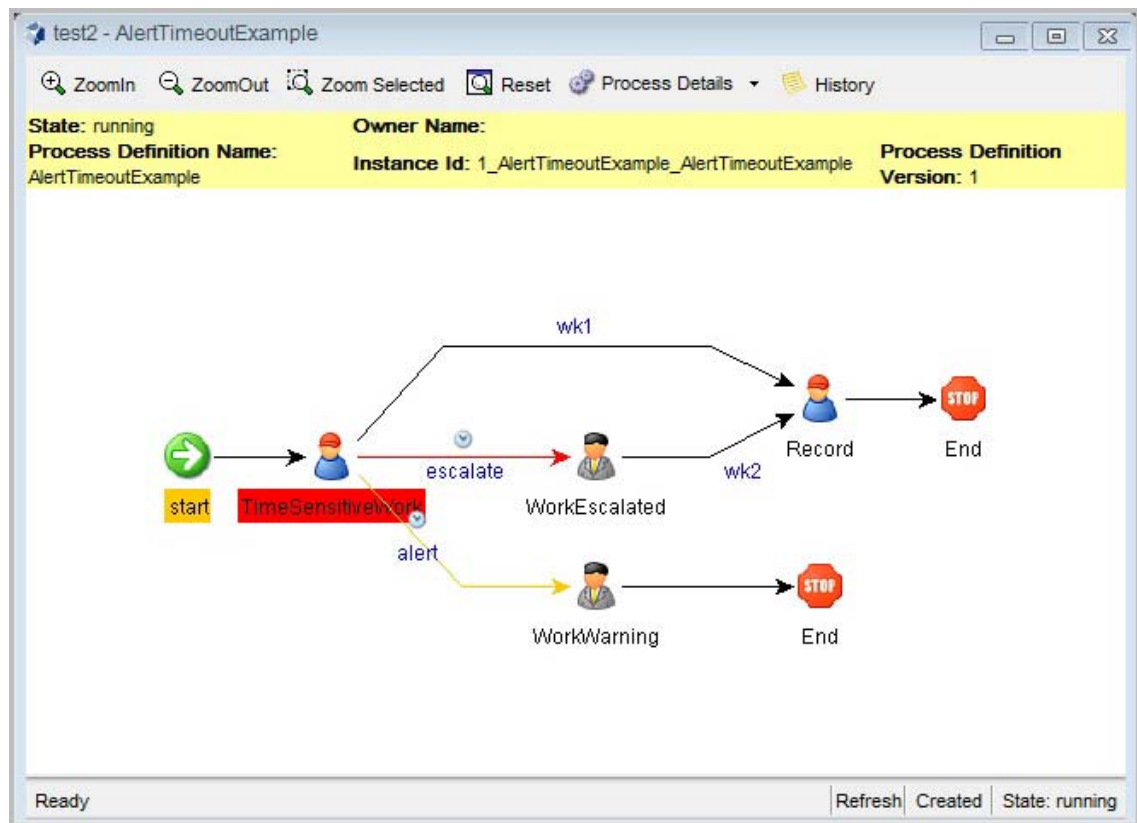 test2 - AlertTimeoutExample
ZoomIn ZoomOut Zoom Selected Reset Process Details History
State: running Owner Name:
Process Definition Name: Instance Id: 1_AlertTimeoutExample_AlertTimeoutExample Process Definition
AlertTimeoutExample Version: 1
wk1
STOP
Record End
escalate wk2
start TimeSensitiveWork WorkEscalated
alert
STOP
WorkWarning End
Ready Refresh Created State: running